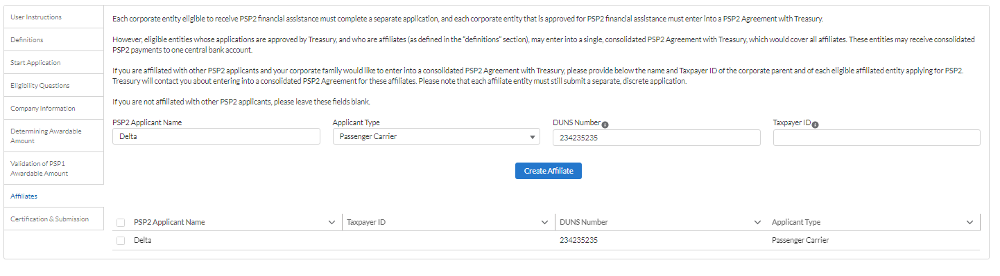 User Instructions
Definitions
Start Application
Eligibility Questions
Company Information
Determining Awardable
Amount
Validation of PSP1
Awardable Amount
Affiliates
Certification & Submission
Each corporate entity eligible to receive PSP2 financial assistance must complete a separate application, and each corporate entity that is approved for PSP2 financial assistance must enter into a PSP2 Agreement with Treasury.
However, eligible entities whose applications are approved by Treasury, and who are affiliates (as defined in the "definitions" section), may enter into a single, consolidated PSP2 Agreement with Treasury, which would cover all affiliates. These entities may receive consolidated
PSP2 payments to one central bank account.
If you are affiliated with other PSP2 applicants and your corporate family would like to enter into a consolidated PSP2 Agreement with Treasury, please provide below the name and Taxpayer ID of the corporate parent and of each eligible affiliated entity applying for PSP2.
Treasury will contact you about entering into a consolidated PSP2 Agreement for these affiliates. Please note that each affiliate entity must still submit a separate, discrete application.
If you are not affiliated with other PSP2 applicants, please leave these fields blank.
PSP2 Applicant Name Applicant Type DUNS Number Taxpayer ID
Delta Passenger Carrier 234235235
Create Affiliate
PSP2 Applicant Name Taxpayer ID DUNS Number Applicant Type
Delta 234235235 Passenger Carrier